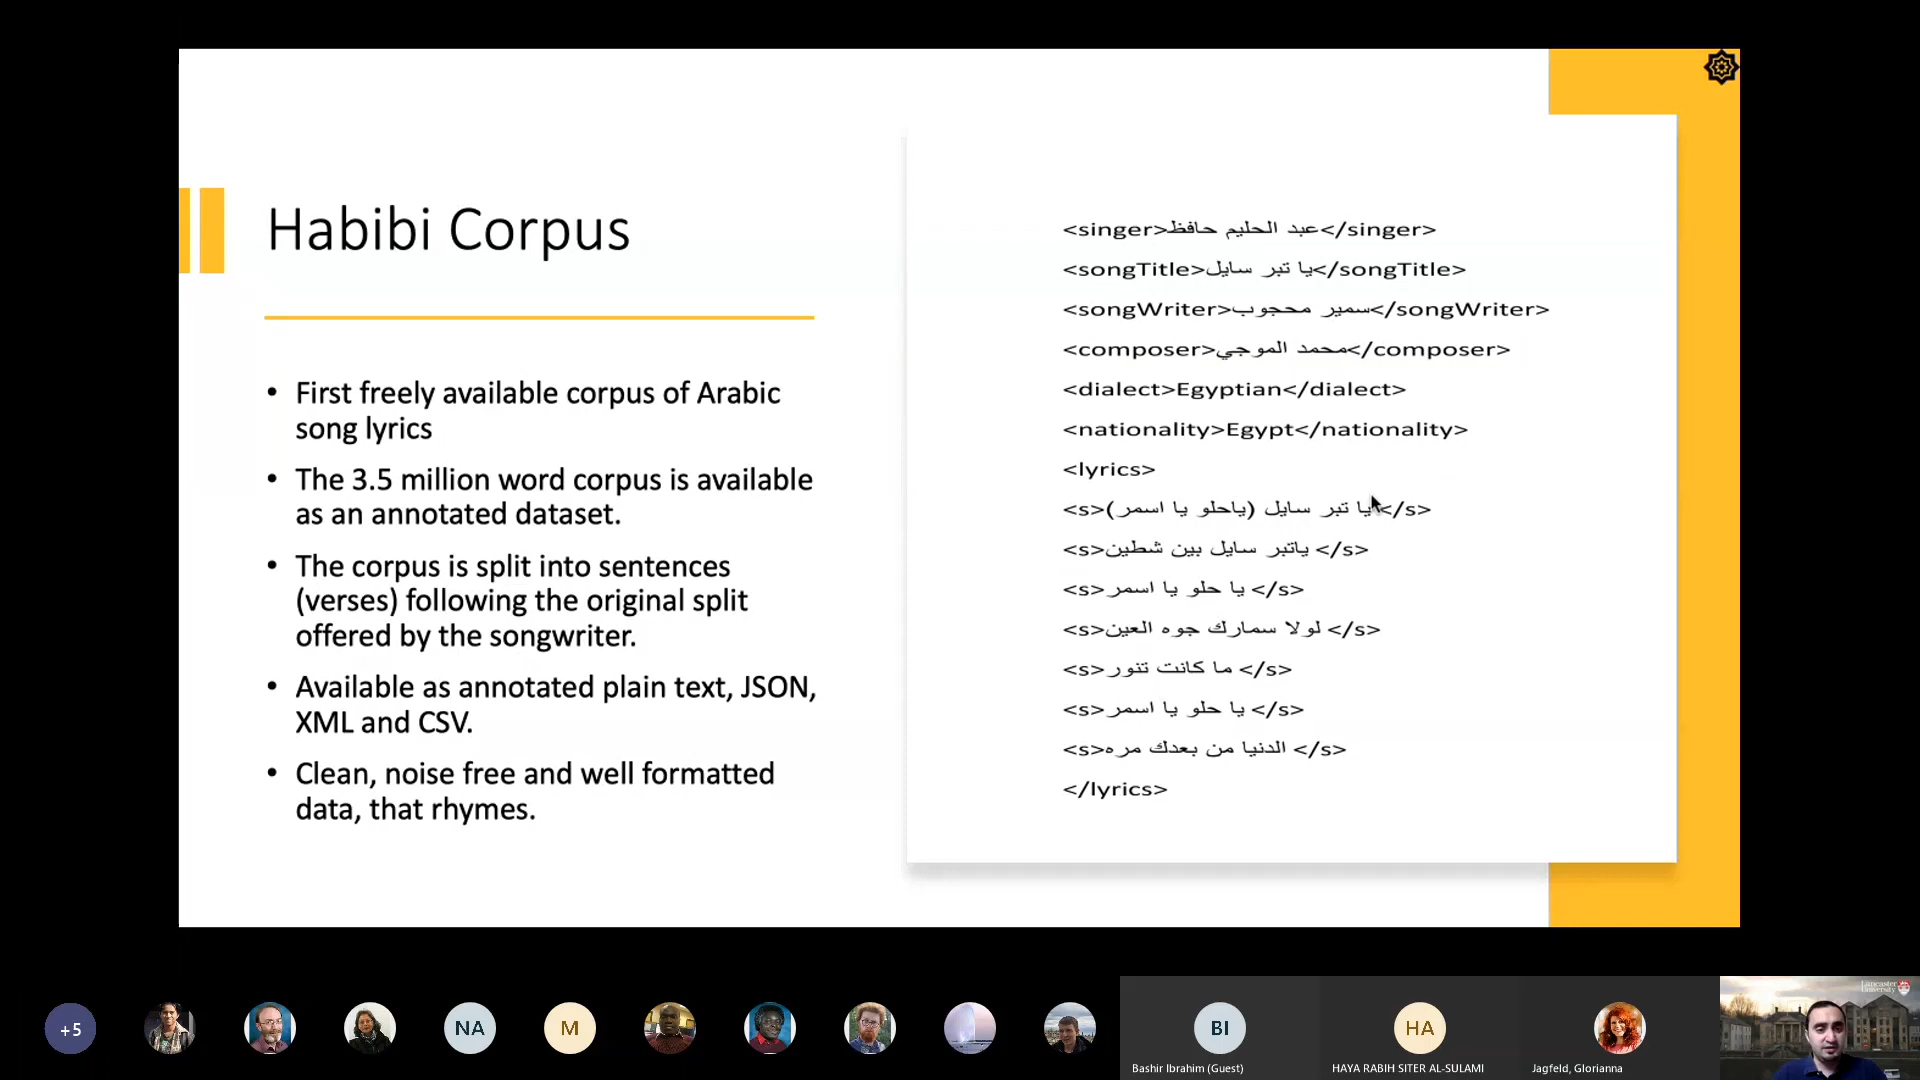 Habibi Corpus
• First freely available corpus of Arabic
song lyrics
• The 3.5 million word corpus is available
as an annotated dataset.
• The corpus is split into sentences
(verses) following the original split
offered by the songwriter.
• Available as annotated plain text, JSON,
XML and CSV.
• Clean, noise free and well formatted
data, that rhymes.
<singer>عبد الحليم حافظ</singer>
<songTitle>يا تبر سايل</songTitle>
<songWriter>سمير محجوب</songWriter>
<composer>محمد الموجي</composer>
<dialect>Egyptian</dialect>
<nationality>Egypt</nationality>
<lyrics>
<s>يا تبر سايل (ياحلو يا اسمر)</s>
<s>ياتبر سايل بين شطين </s>
<s>يا حلو يا اسمر </s>
<s>لولا سمارك جوه العين </s>
<s>ما كانت تنور </s>
<s>يا حلو يا اسمر </s>
<s>الدنيا من بعدك مره </s>
</lyrics>
+5
NA
M
BI
HA
Bashir Ibrahim (Guest)
HAYA RABIH SITER AL-SULAMI
Jagfeld, Glorianna
Lancaster
University